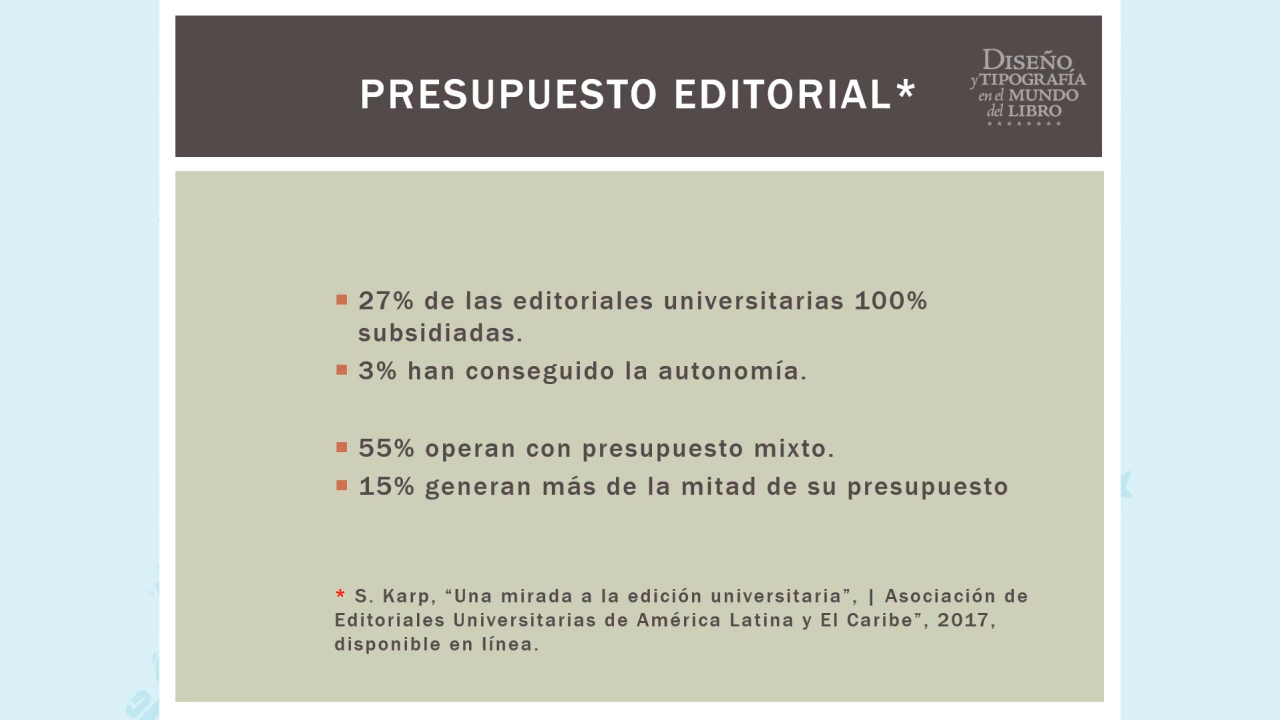 PRESUPUESTO EDITORIAL*
DISEÑO
y TIPOGRAFÍA
en el MUNDO
del LIBRO
27% de las editoriales universitarias 100%
subsidiadas.
3% han conseguido la autonomía.
55% operan con presupuesto mixto.
15% generan más de la mitad de su presupuesto
* S. Karp, “Una mirada a la edición universitaria”, | Asociación de
Editoriales Universitarias de América Latina y El Caribe”, 2017,
disponible en línea.